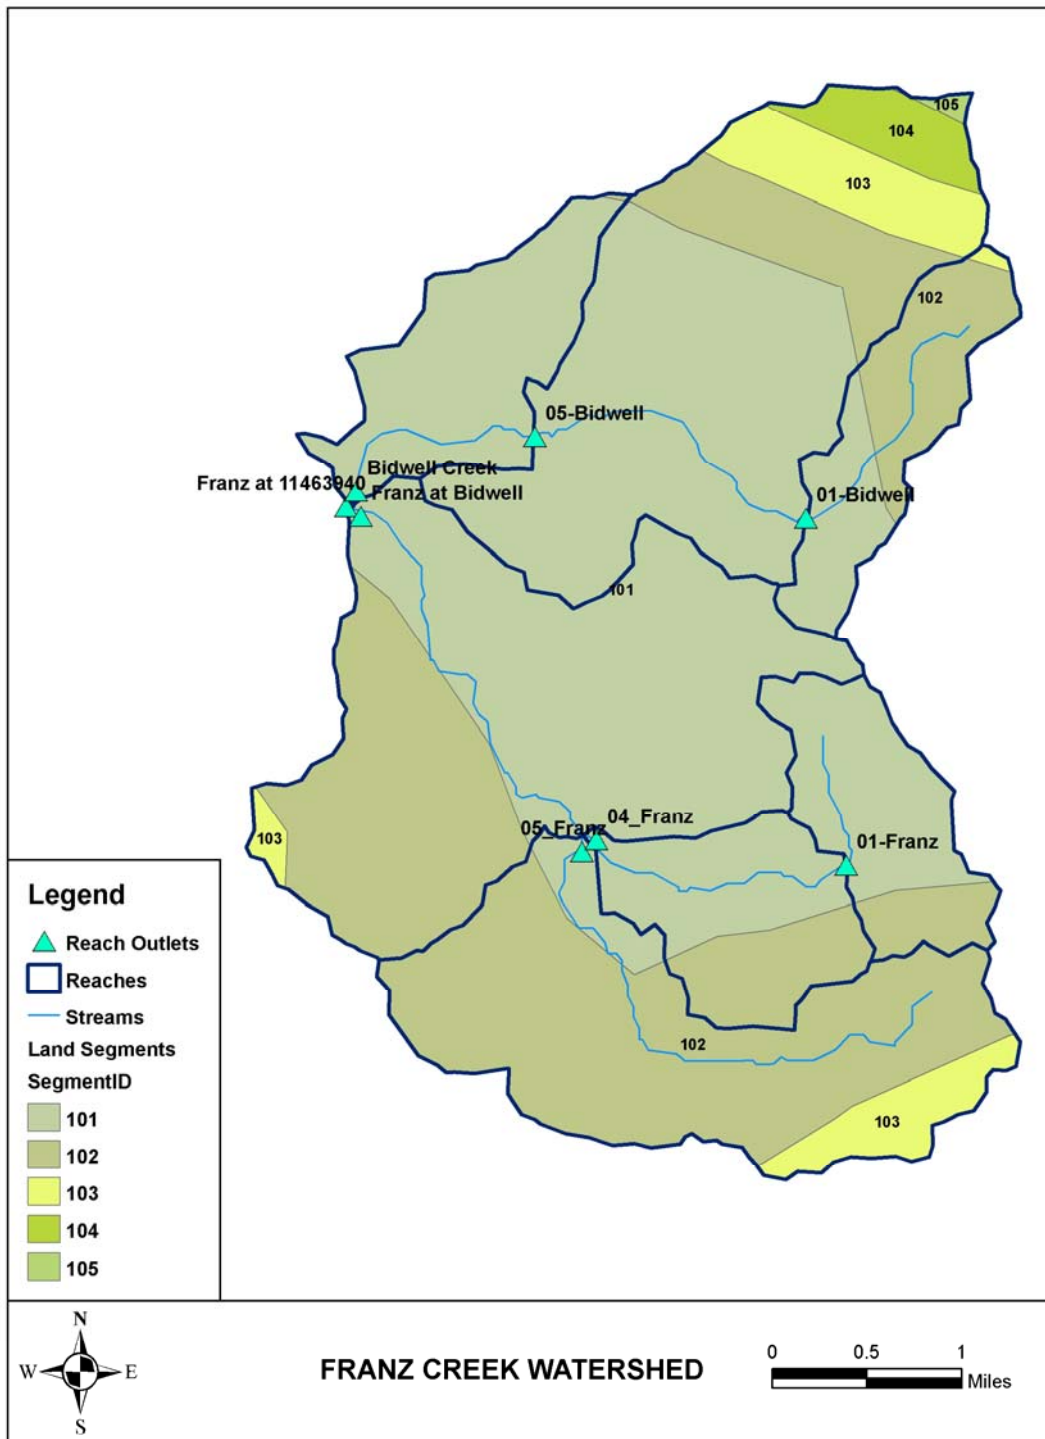 105
104
103
102
05-Bidwell
Bidwell Creek
Franz at 11463940
Franz at Bidwell
01-Bidwell
101
04_Franz
05_Franz
01-Franz
103
102
103
Legend
Reach Outlets
Reaches
Streams
Land Segments
SegmentID
101
102
103
104
105
N
W
E
S
FRANZ CREEK WATERSHED
0 0.5 1
Miles